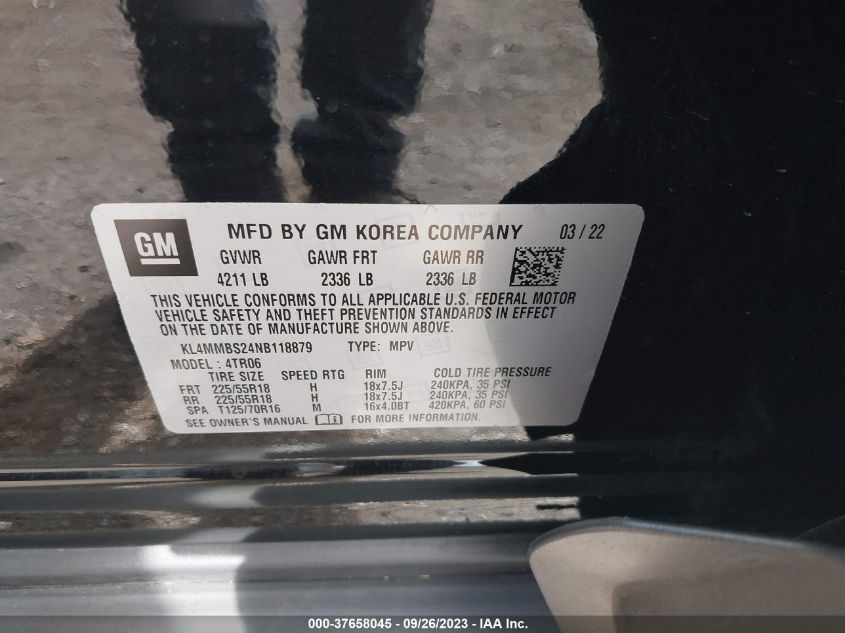 GM
MFD BY GM KOREA COMPANY 03 / 22
GVWR GAWR FRT GAWR RR
4211 LB 2336 LB 2336 LB
THIS VEHICLE CONFORMS TO ALL APPLICABLE U.S. FEDERAL MOTOR
VEHICLE SAFETY AND THEFT PREVENTION STANDARDS IN EFFECT
ON THE DATE OF MANUFACTURE SHOWN ABOVE.
KL4MMBS24NB118879 TYPE: MPV
MODEL : 4TR06
TIRE SIZE SPEED RTG RIM COLD TIRE PRESSURE
FRT 225/55R18 H 18x7.5J 240KPA, 35 PSI
RR 225/55R18 H 18x7.5J 240KPA, 35 PSI
SPA T125/70R16 M 16x4.0BT 420KPA, 60 PSI
SEE OWNER'S MANUAL FOR MORE INFORMATION
000-37658045 - 09/26/2023 - IAA Inc.